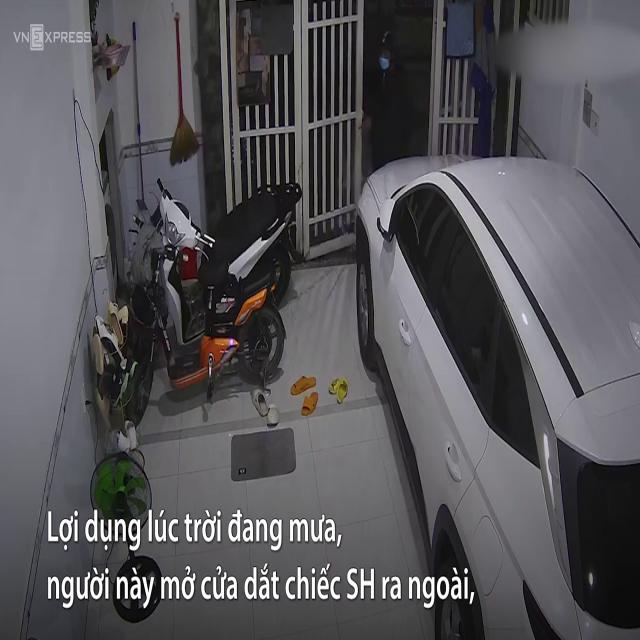 VNEXPRESS
Lợi dụng lúc trời đang mưa,
người này mở cửa dắt chiếc SH ra ngoài,